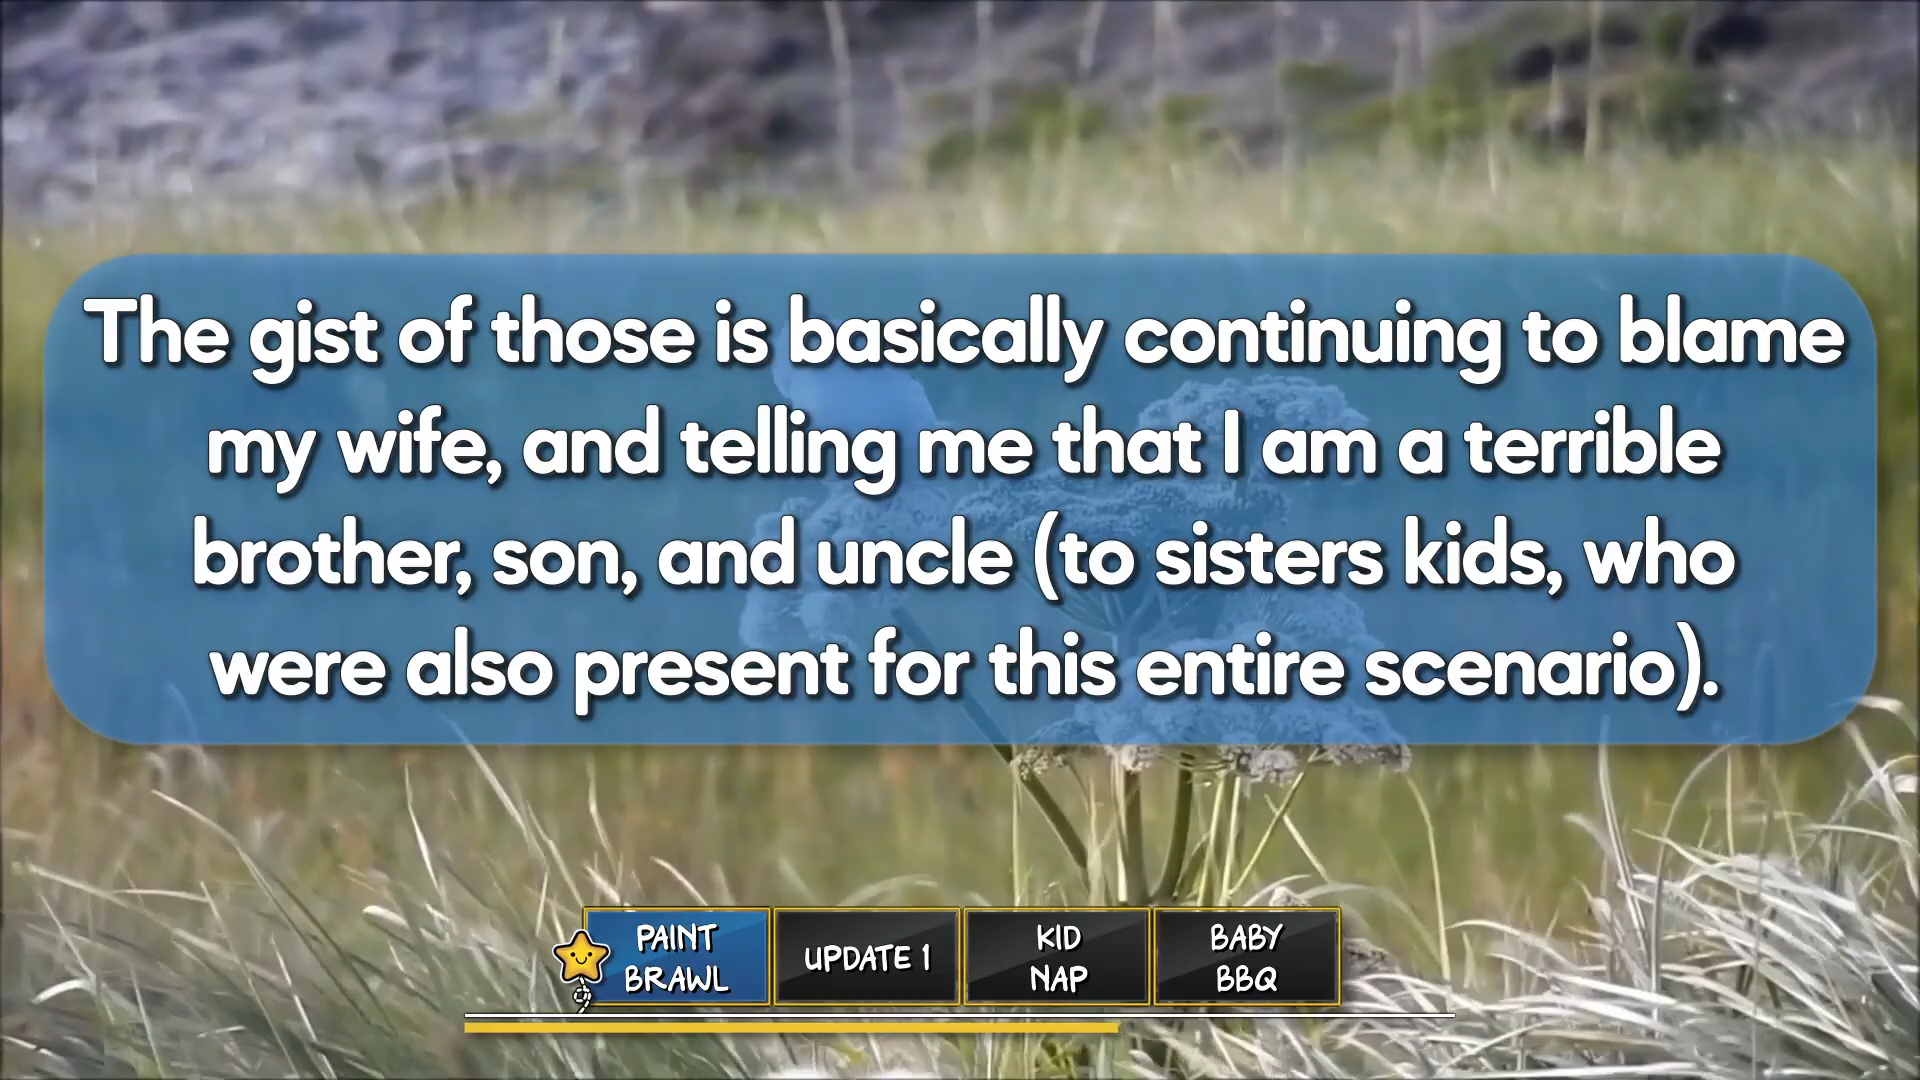 The gist of those is basically continuing to blame
my wife, and telling me that I am a terrible
brother, son, and uncle (to sisters kids, who
were also present for this entire scenario).
PAINT
BRAWL
UPDATE 1
KID
NAP
BABY
BBQ